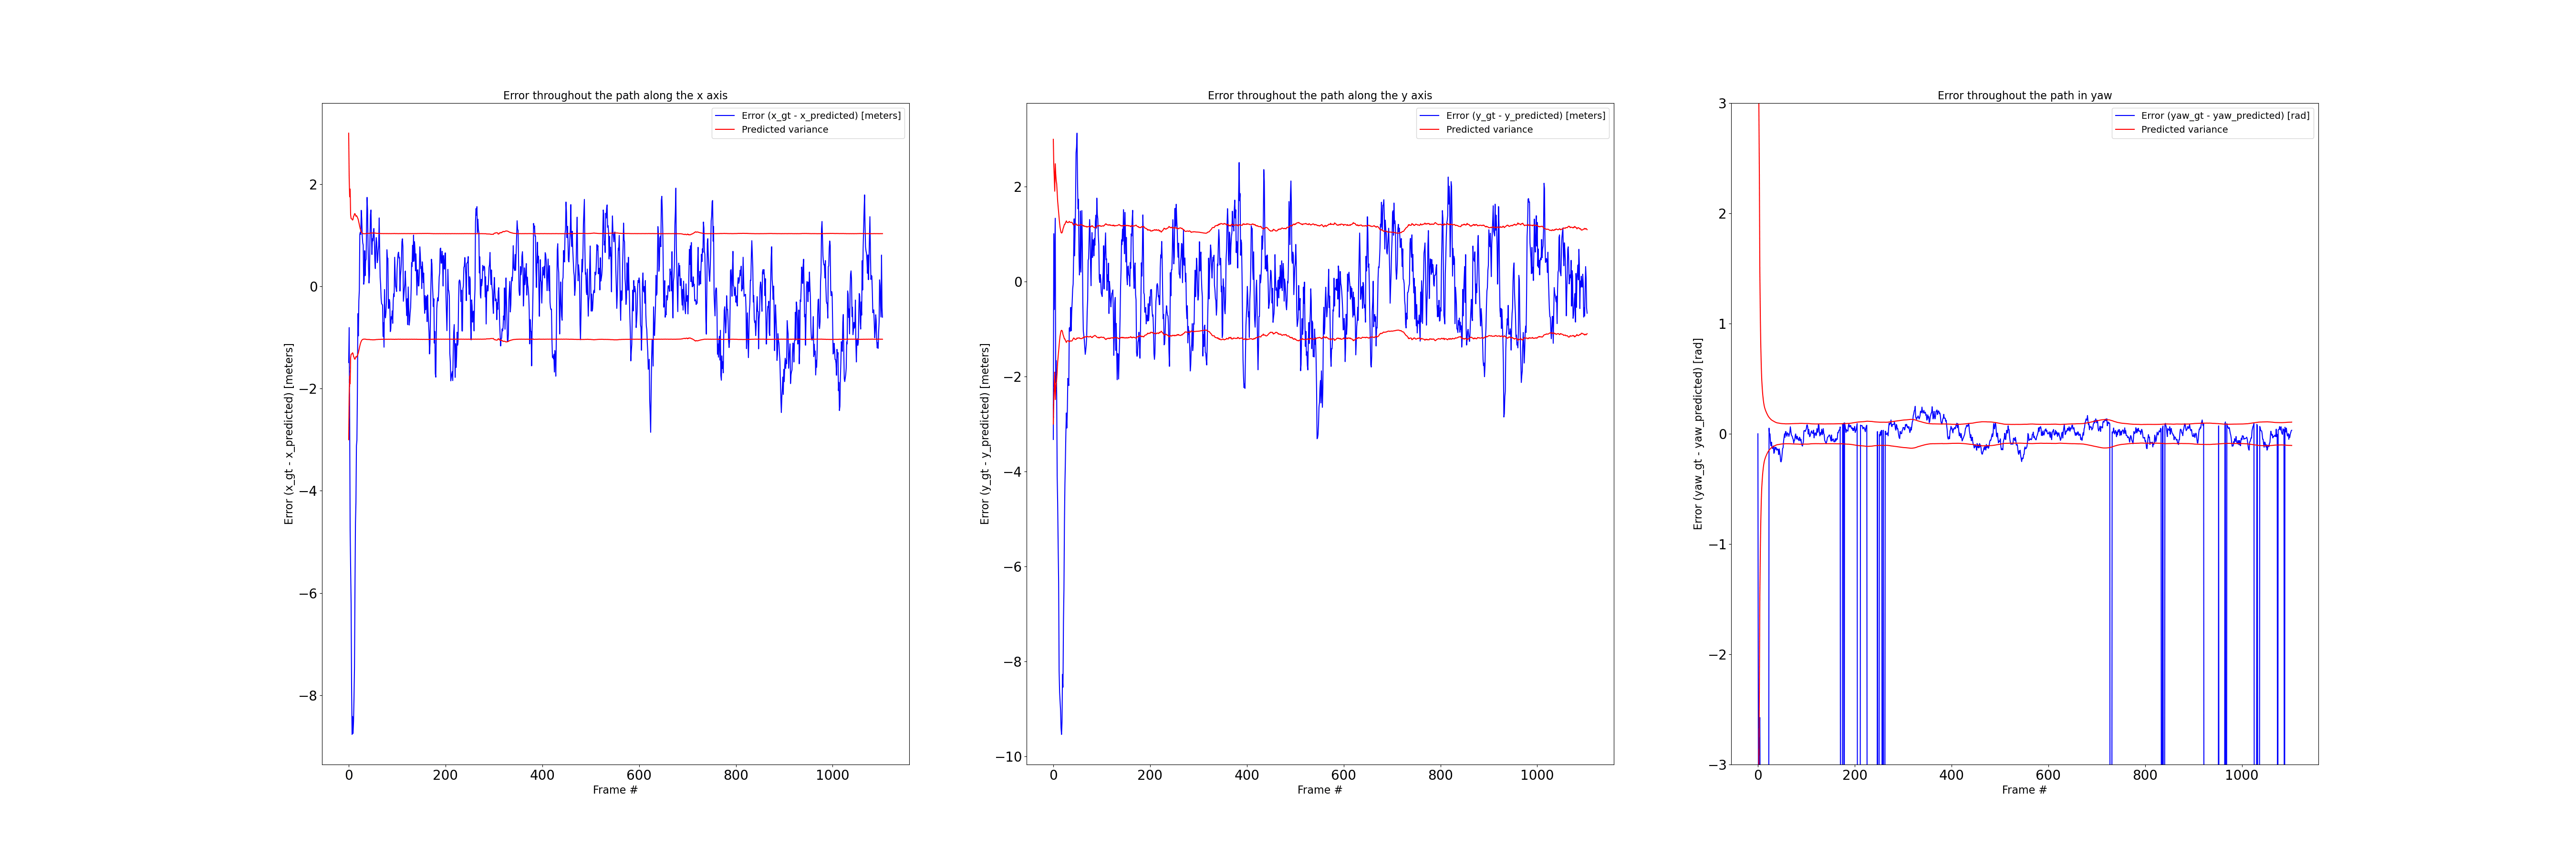 Error throughout the path along the x axis
Error (x_gt - x_predicted) [meters]
Predicted variance
Error (x_gt - x_predicted) [meters]
2
0
−2
−4
−6
−8
0 200 400 600 800 1000
Frame #
Error throughout the path along the y axis
Error (y_gt - y_predicted) [meters]
Predicted variance
Error (y_gt - y_predicted) [meters]
2
0
−2
−4
−6
−8
−10
0 200 400 600 800 1000
Frame #
Error throughout the path in yaw
Error (yaw_gt - yaw_predicted) [rad]
Predicted variance
Error (yaw_gt - yaw_predicted) [rad]
3
2
1
0
−1
−2
−3
0 200 400 600 800 1000
Frame #